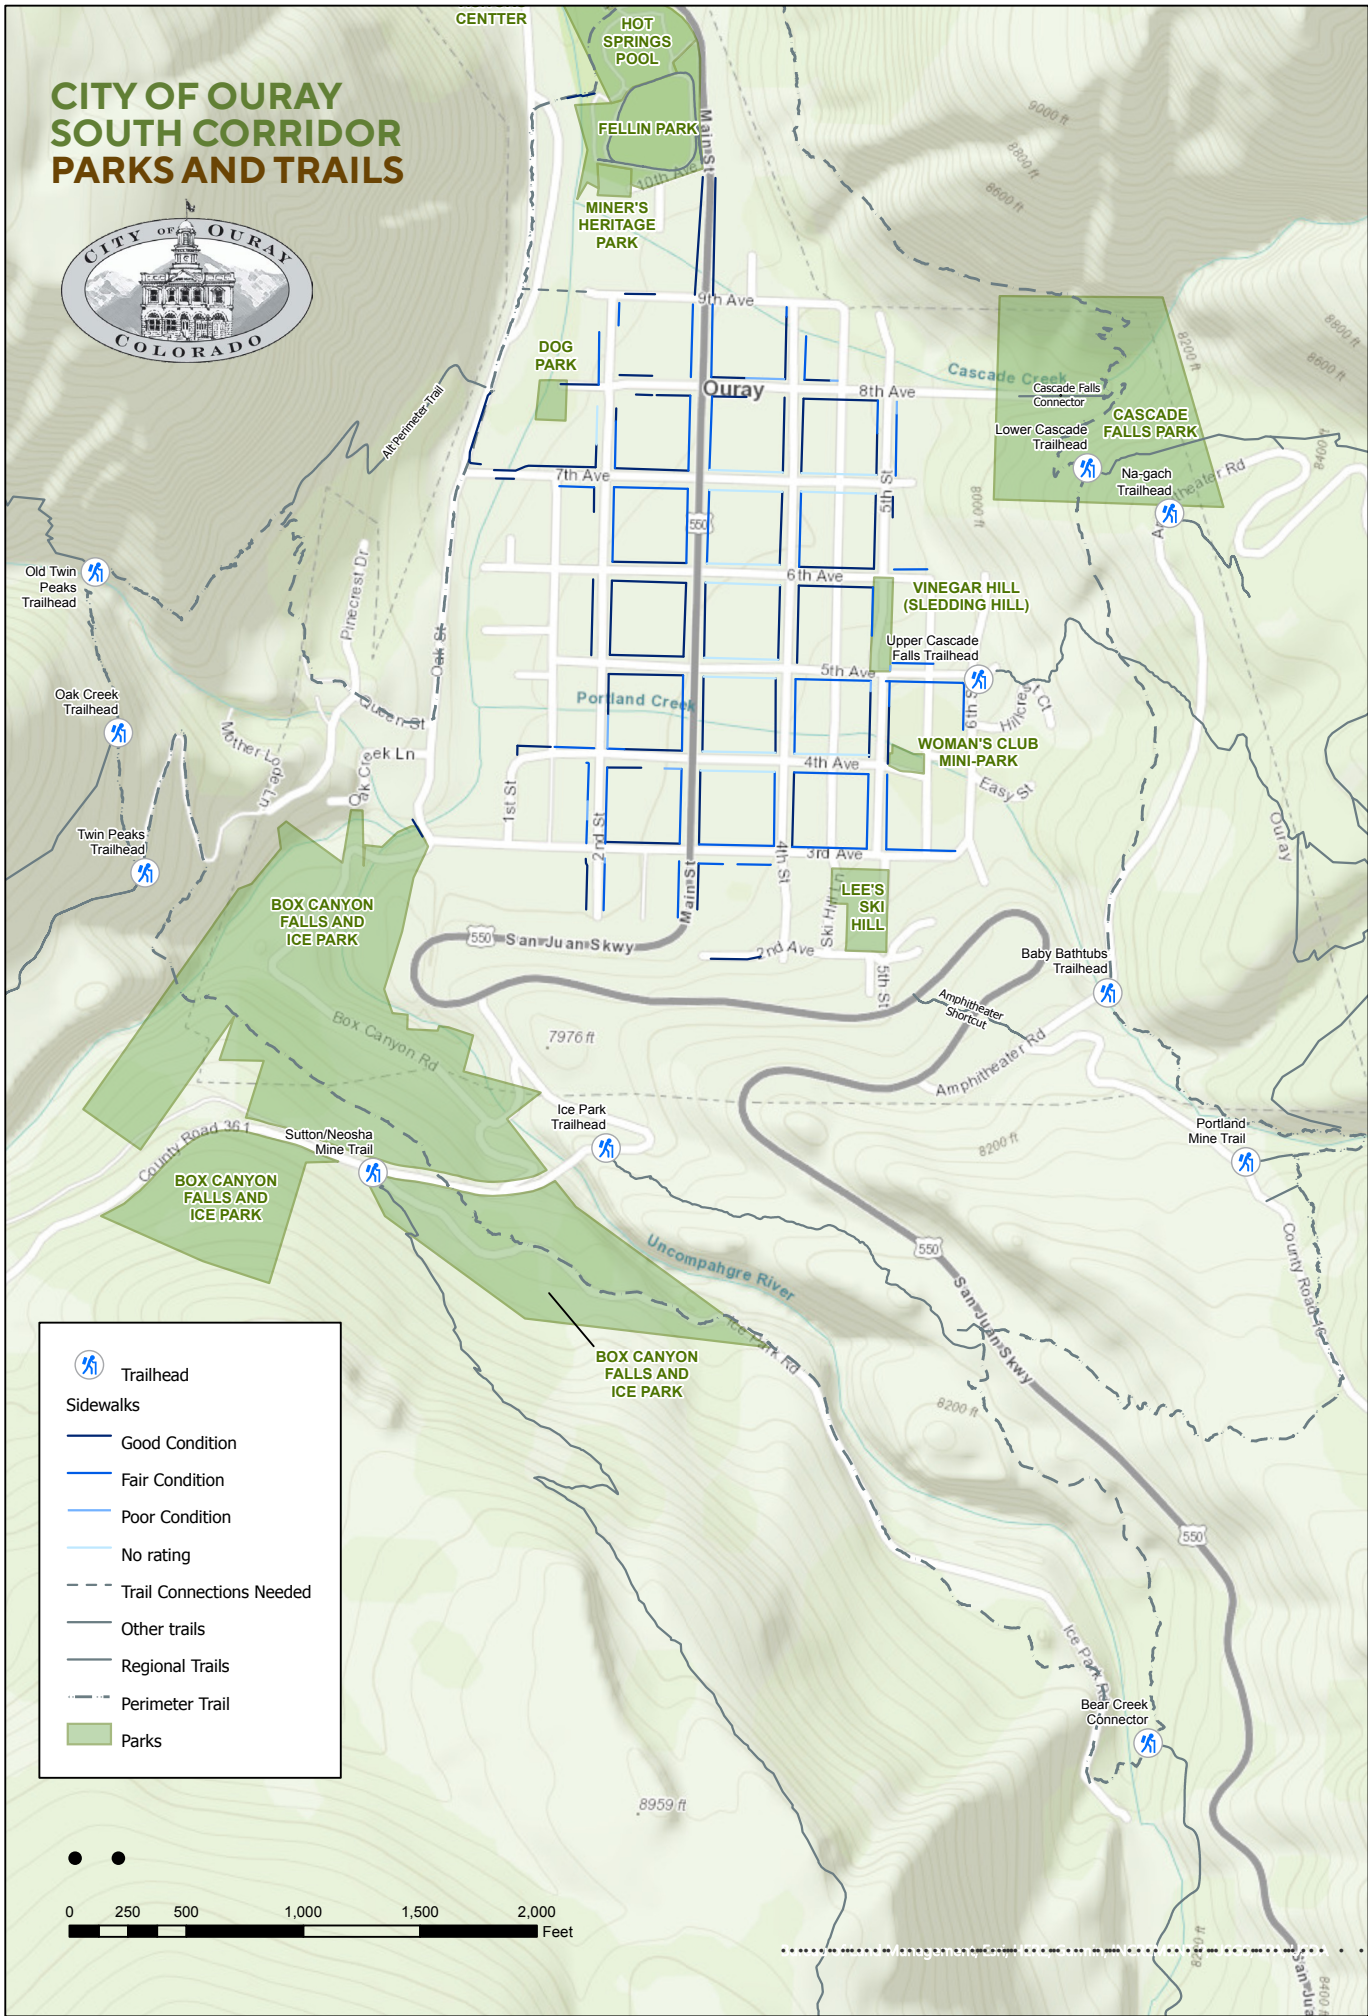 CENTTER
HOT
SPRINGS
POOL
CITY OF OURAY
SOUTH CORRIDOR
PARKS AND TRAILS
CITY OF OURAY
COLORADO
FELLIN PARK
Main St
10th Ave
MINER'S
HERITAGE
PARK
9000 ft
8800 ft
8600 ft
9th Ave
DOG
PARK
Ouray
8th Ave
Cascade Creek
Cascade Falls
Connector
CASCADE
FALLS PARK
Lower Cascade
Trailhead
Na-gach
Trailhead
8200 ft
8800 ft
8600 ft
8400 ft
Alt Perimeter Trail
7th Ave
5th St
8000 ft
550
Old Twin
Peaks
Trailhead
Pinecrest Dr
Oak St
6th Ave
VINEGAR HILL
(SLEDDING HILL)
Upper Cascade
Falls Trailhead
5th Ave
Oak Creek
Trailhead
Queen St
Portland Creek
6th S
Hillcrest Ct
Mother Lode Ln
Oak Creek Ln
WOMAN'S CLUB
MINI-PARK
4th Ave
Easy St
1st St
2nd St
Twin Peaks
Trailhead
3rd Ave
4th St
Ouray
BOX CANYON
FALLS AND
ICE PARK
Main St
LEE'S
SKI
HILL
Ski Hill Ln
550
San Juan Skwy
2nd Ave
5th St
Baby Bathtubs
Trailhead
Amphitheater
Shortcut
Box Canyon Rd
7976 ft
Amphitheater Rd
Ice Park
Trailhead
Portland
Mine Trail
County Road 361
Sutton/Neosha
Mine Trail
8200 ft
BOX CANYON
FALLS AND
ICE PARK
Uncompahgre River
550
San Juan Skwy
County Road 16
Ice Park Rd
BOX CANYON
FALLS AND
ICE PARK
8200 ft
Trailhead
Sidewalks
Good Condition
Fair Condition
Poor Condition
No rating
Trail Connections Needed
Other trails
Regional Trails
Perimeter Trail
Parks
550
Ice Park R
Bear Creek
Connector
8959 ft
0 250 500 1,000 1,500 2,000
Feet
8400 ft